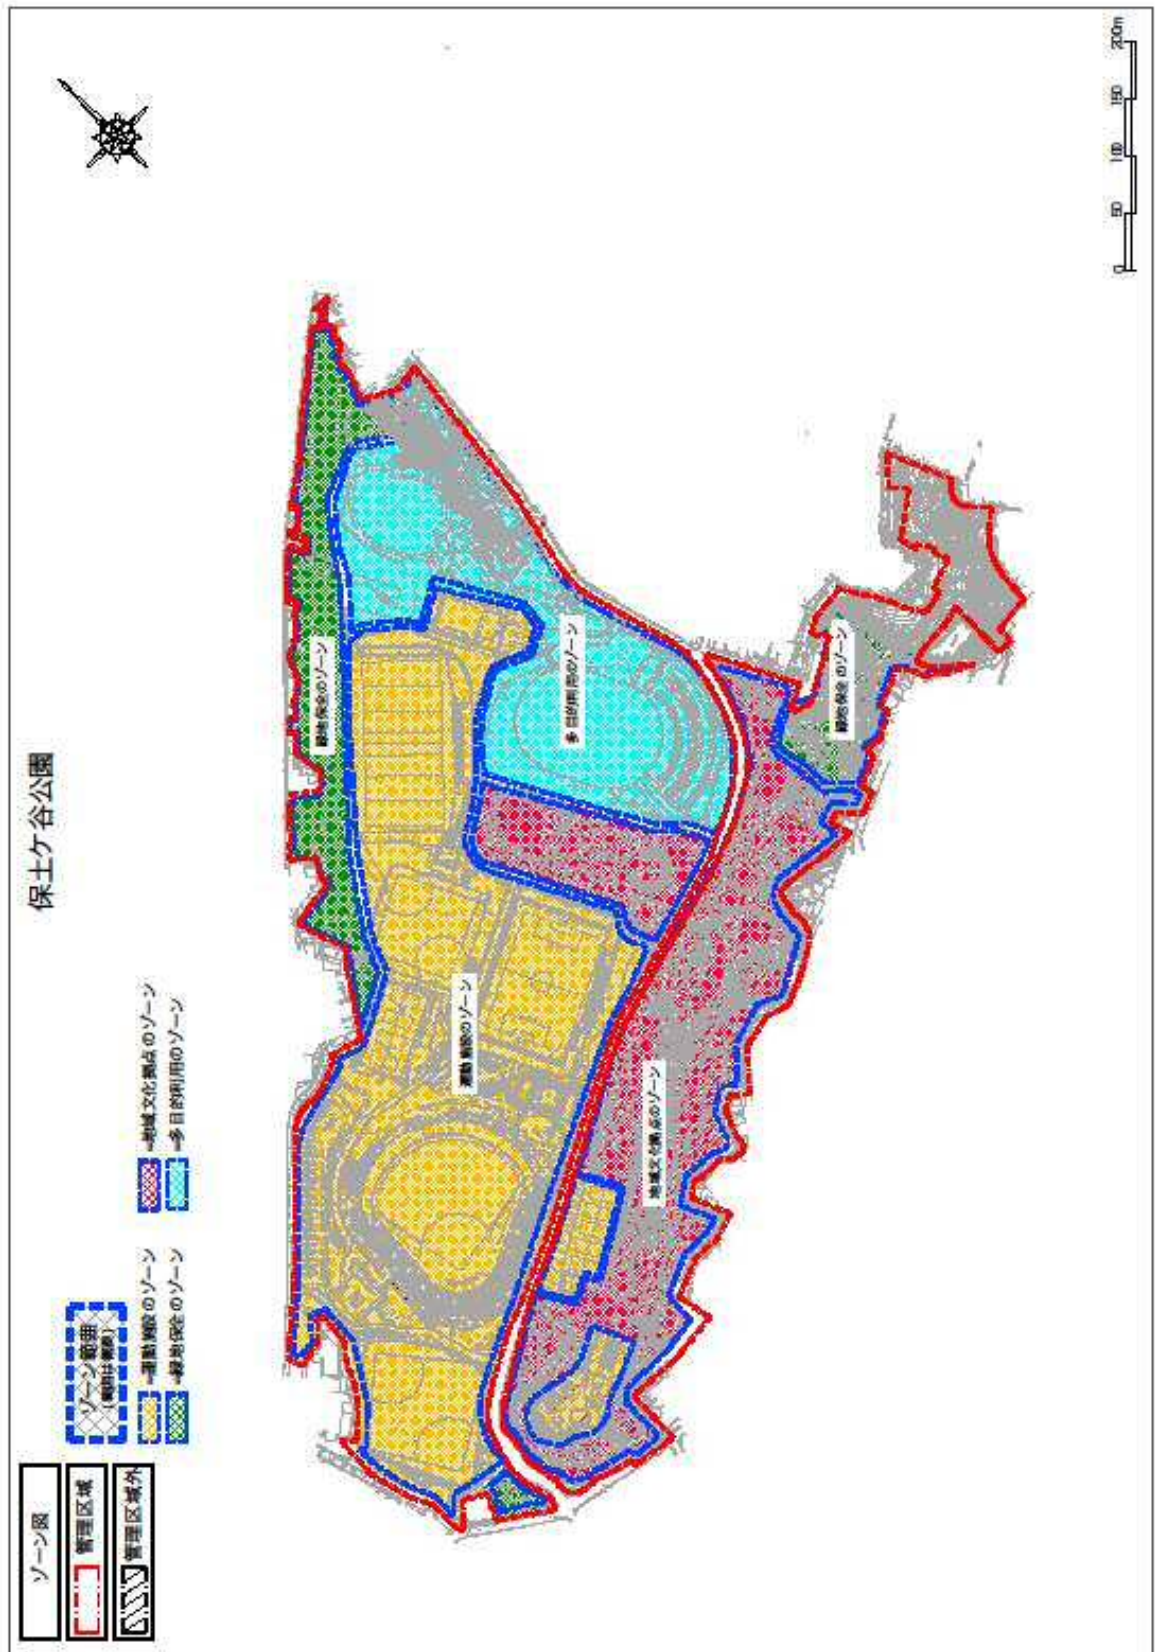 保土ケ谷公園
ゾーン図
管理区域
管理区域外
ゾーン範囲
=運動施設のゾーン
=緑地保全のゾーン
=地域文化拠点のゾーン
=多目的利用のゾーン
緑地保全のゾーン
運動施設のゾーン
多目的利用のゾーン
地域文化拠点のゾーン
緑地保全のゾーン
0 50 100 150 200m